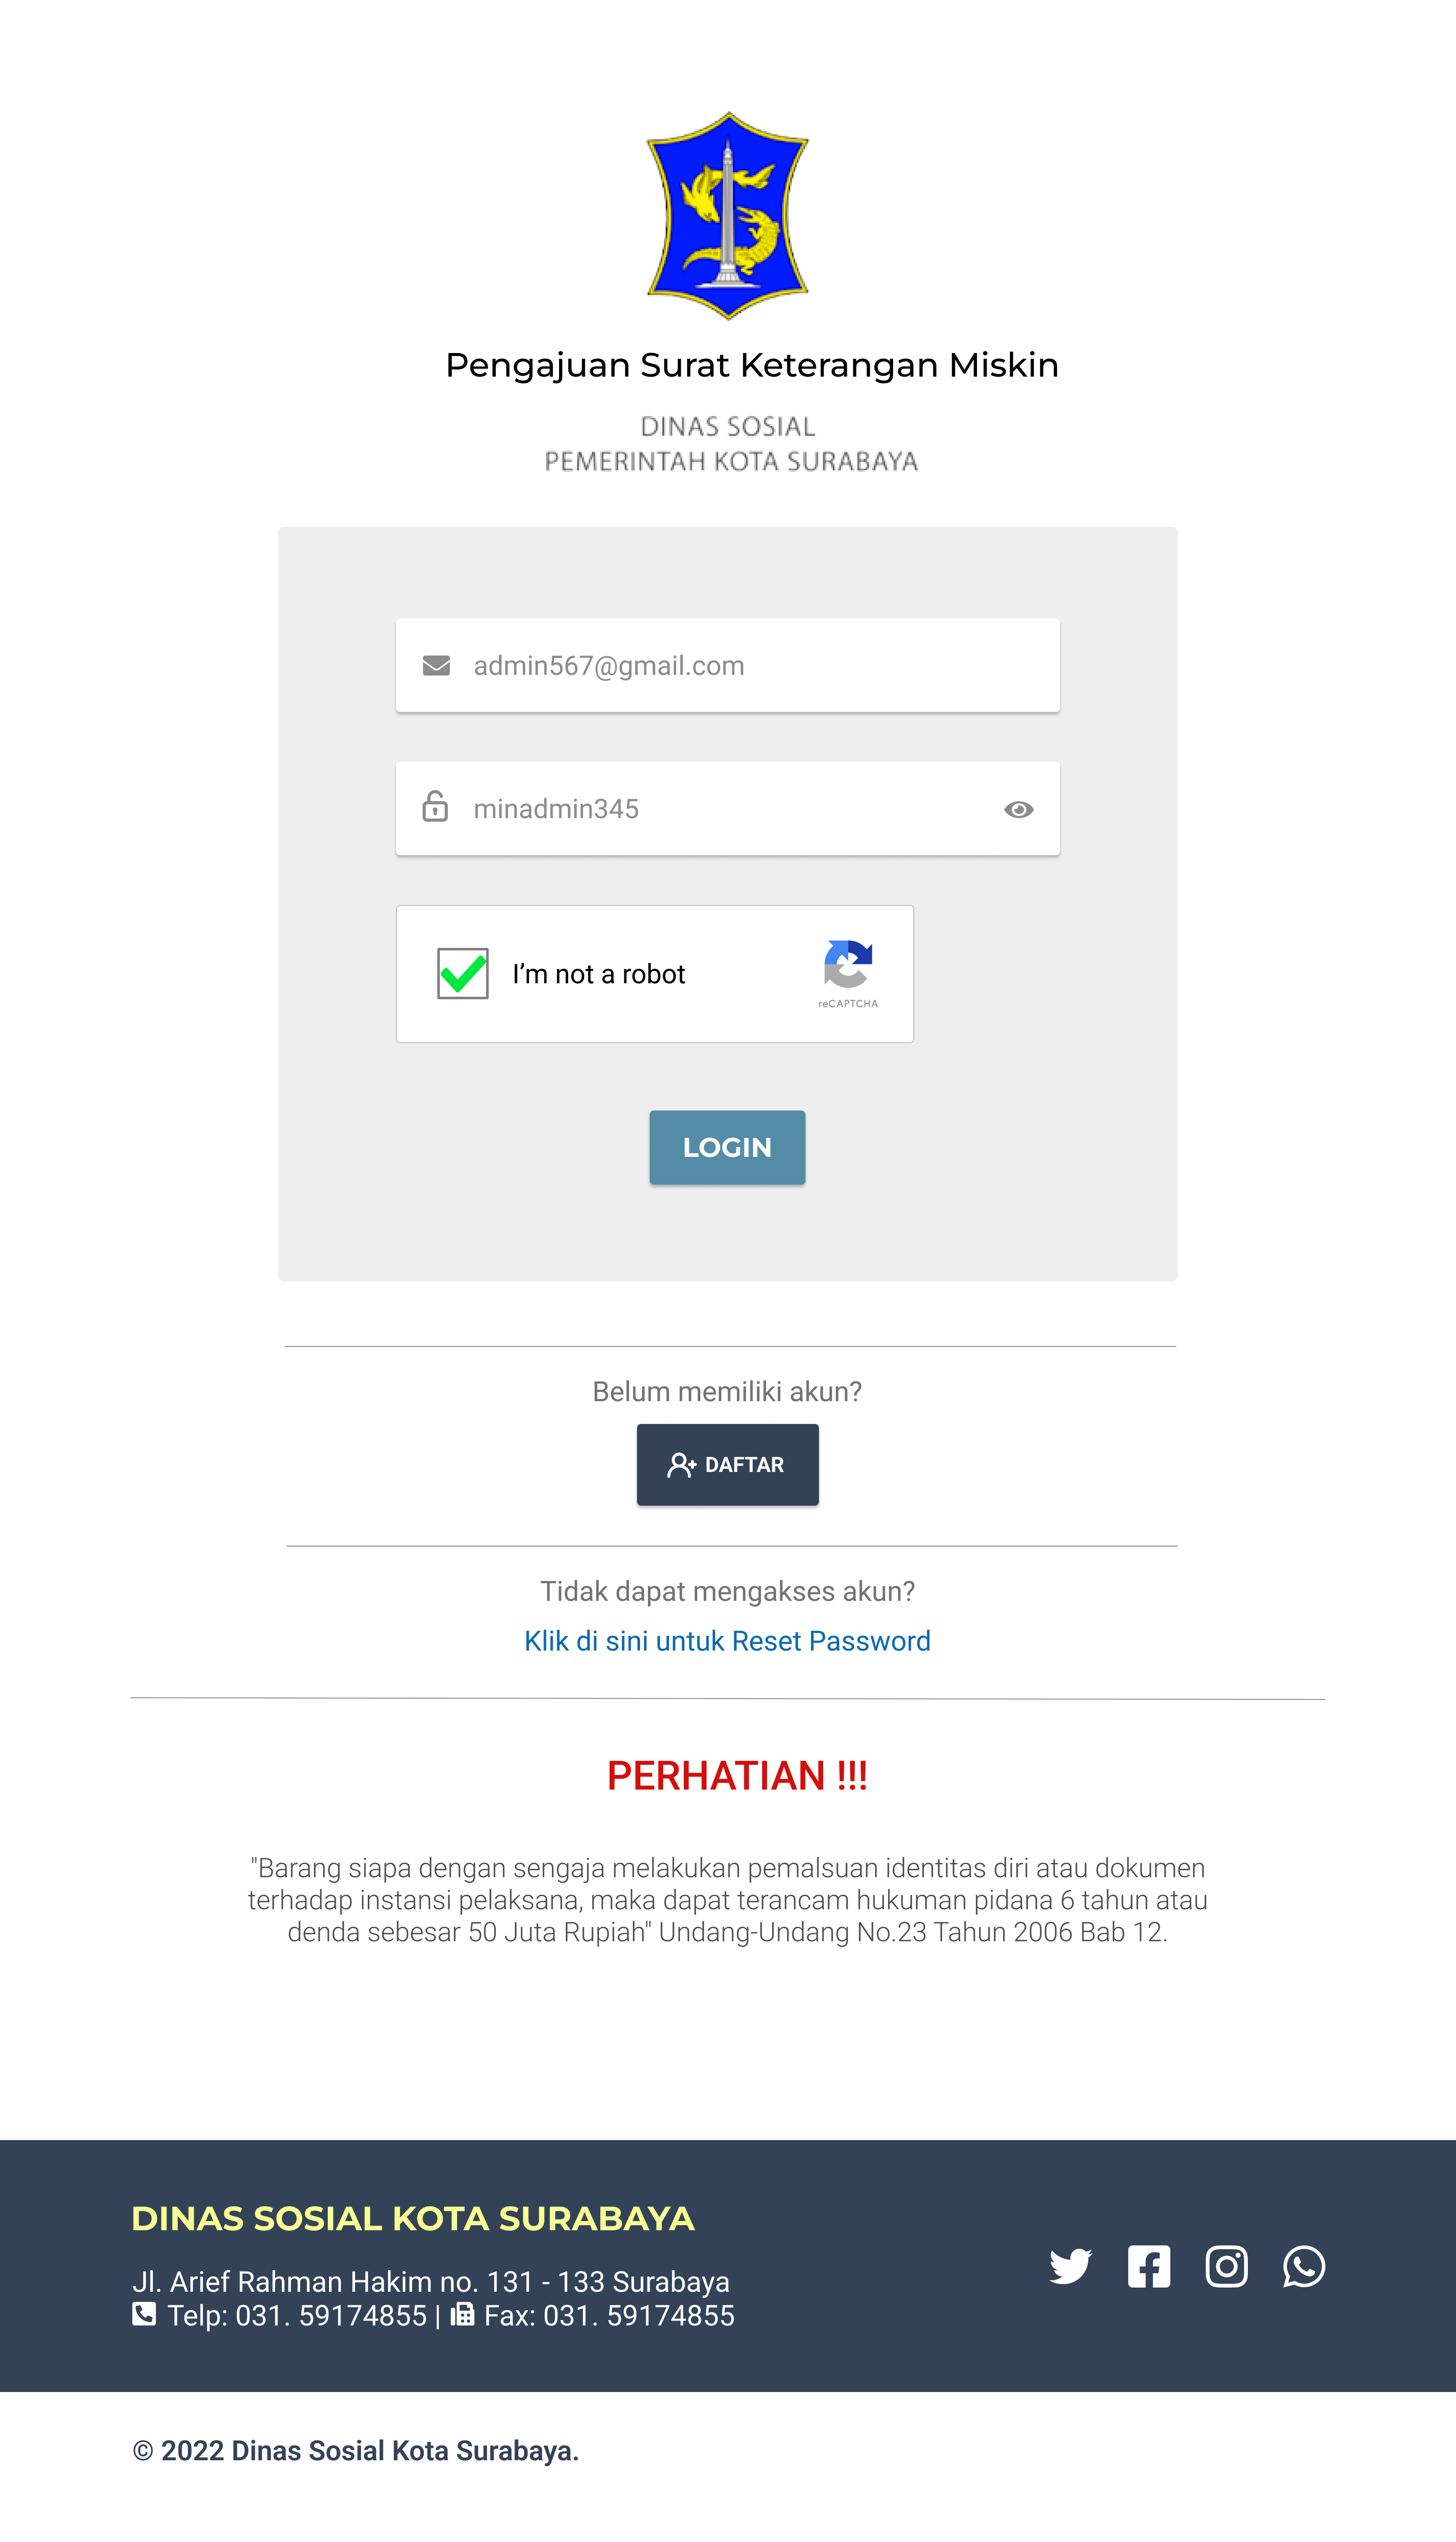 Pengajuan Surat Keterangan Miskin
DINAS SOSIAL
PEMERINTAH KOTA SURABAYA
admin567@gmail.com
minadmin345
I’m not a robot
reCAPTCHA
LOGIN
Belum memiliki akun?
DAFTAR
Tidak dapat mengakses akun?
Klik di sini untuk Reset Password
PERHATIAN !!!
"Barang siapa dengan sengaja melakukan pemalsuan identitas diri atau dokumen
terhadap instansi pelaksana, maka dapat terancam hukuman pidana 6 tahun atau
denda sebesar 50 Juta Rupiah" Undang-Undang No.23 Tahun 2006 Bab 12.
DINAS SOSIAL KOTA SURABAYA
Jl. Arief Rahman Hakim no. 131 - 133 Surabaya
Telp: 031. 59174855 | Fax: 031. 59174855
© 2022 Dinas Sosial Kota Surabaya.